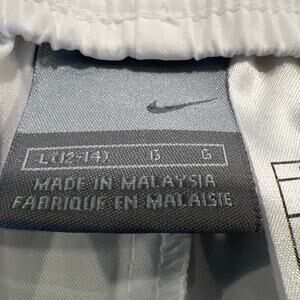 L (12-14) G G
MADE IN MALAYSIA
FABRIQUE EN MALAISIE